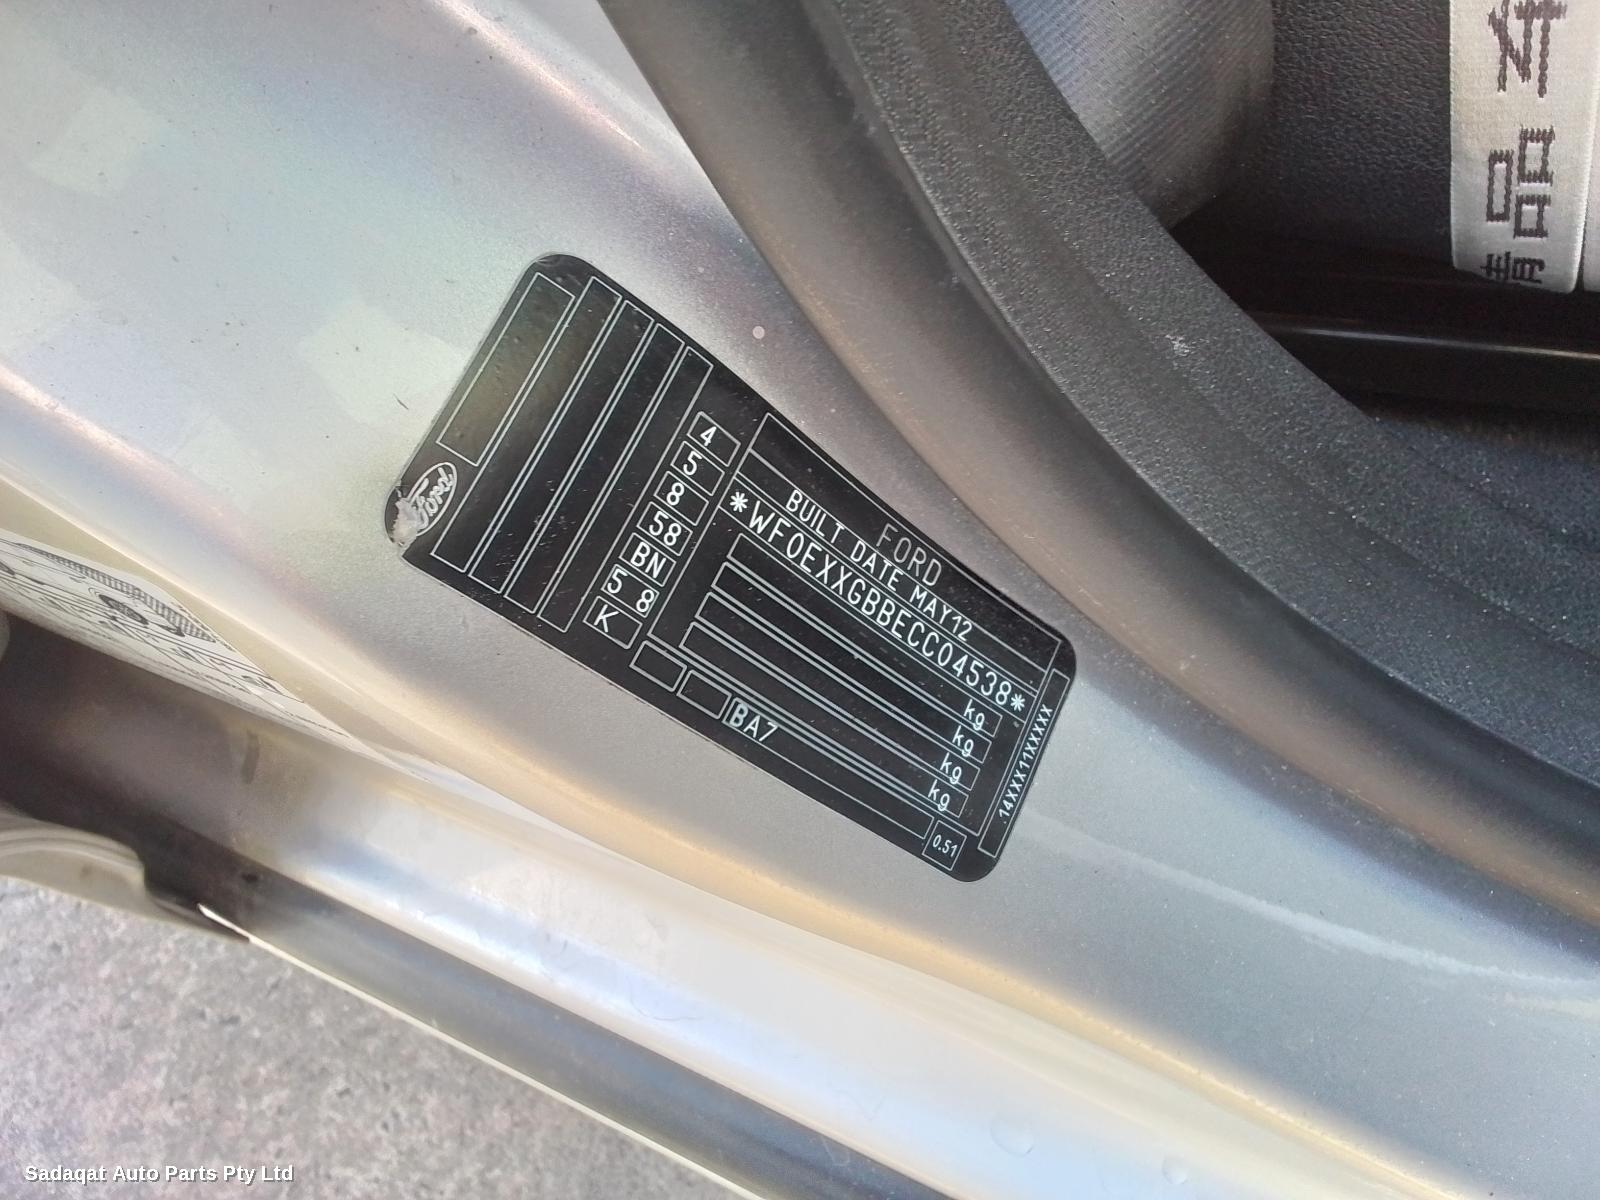 FORD
BUILT DATE MAY12
*WF0EXXGBBECC04538*
kg
kg
kg
kg
14XXX11XXXXX
4
5
8
58
BN
5 8
K
BA7
0.51
Ford
Sadaqat Auto Parts Pty Ltd